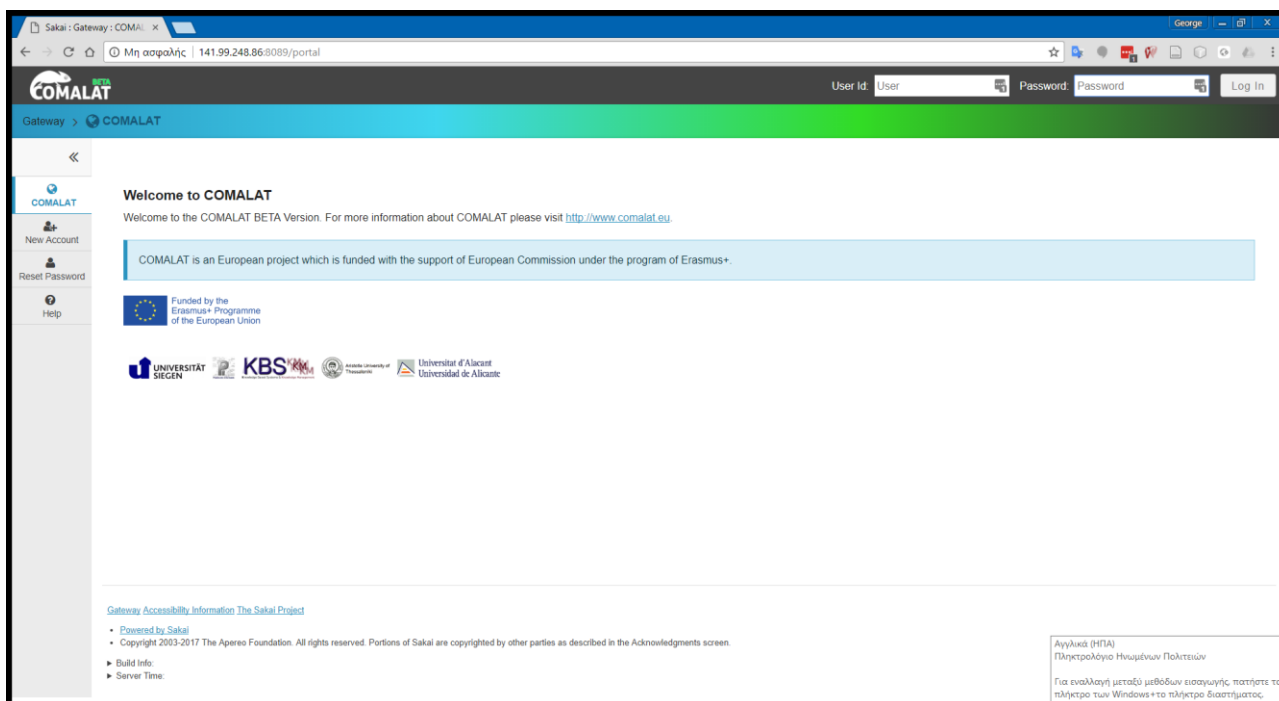 Sakai : Gateway : COMAL
George
Μη ασφαλής | 141.99.248.86:8089/portal
COMALAT BETA
User Id: User
Password: Password
Log In
Gateway > COMALAT
COMALAT
New Account
Reset Password
Help
Welcome to COMALAT
Welcome to the COMALAT BETA Version. For more information about COMALAT please visit http://www.comalat.eu.
COMALAT is an European project which is funded with the support of European Commission under the program of Erasmus+.
Funded by the
Erasmus+ Programme
of the European Union
UNIVERSITÄT
SIEGEN
KBS
Aristotle University of
Thessaloniki
Universitat d'Alacant
Universidad de Alicante
Gateway Accessibility Information The Sakai Project
• Powered by Sakai
• Copyright 2003-2017 The Apereo Foundation. All rights reserved. Portions of Sakai are copyrighted by other parties as described in the Acknowledgments screen.
► Build Info:
► Server Time:
Αγγλικά (ΗΠΑ)
Πληκτρολόγιο Ηνωμένων Πολιτειών
Για εναλλαγή μεταξύ μεθόδων εισαγωγής, πατήστε το
πλήκτρο των Windows+το πλήκτρο διαστήματος.